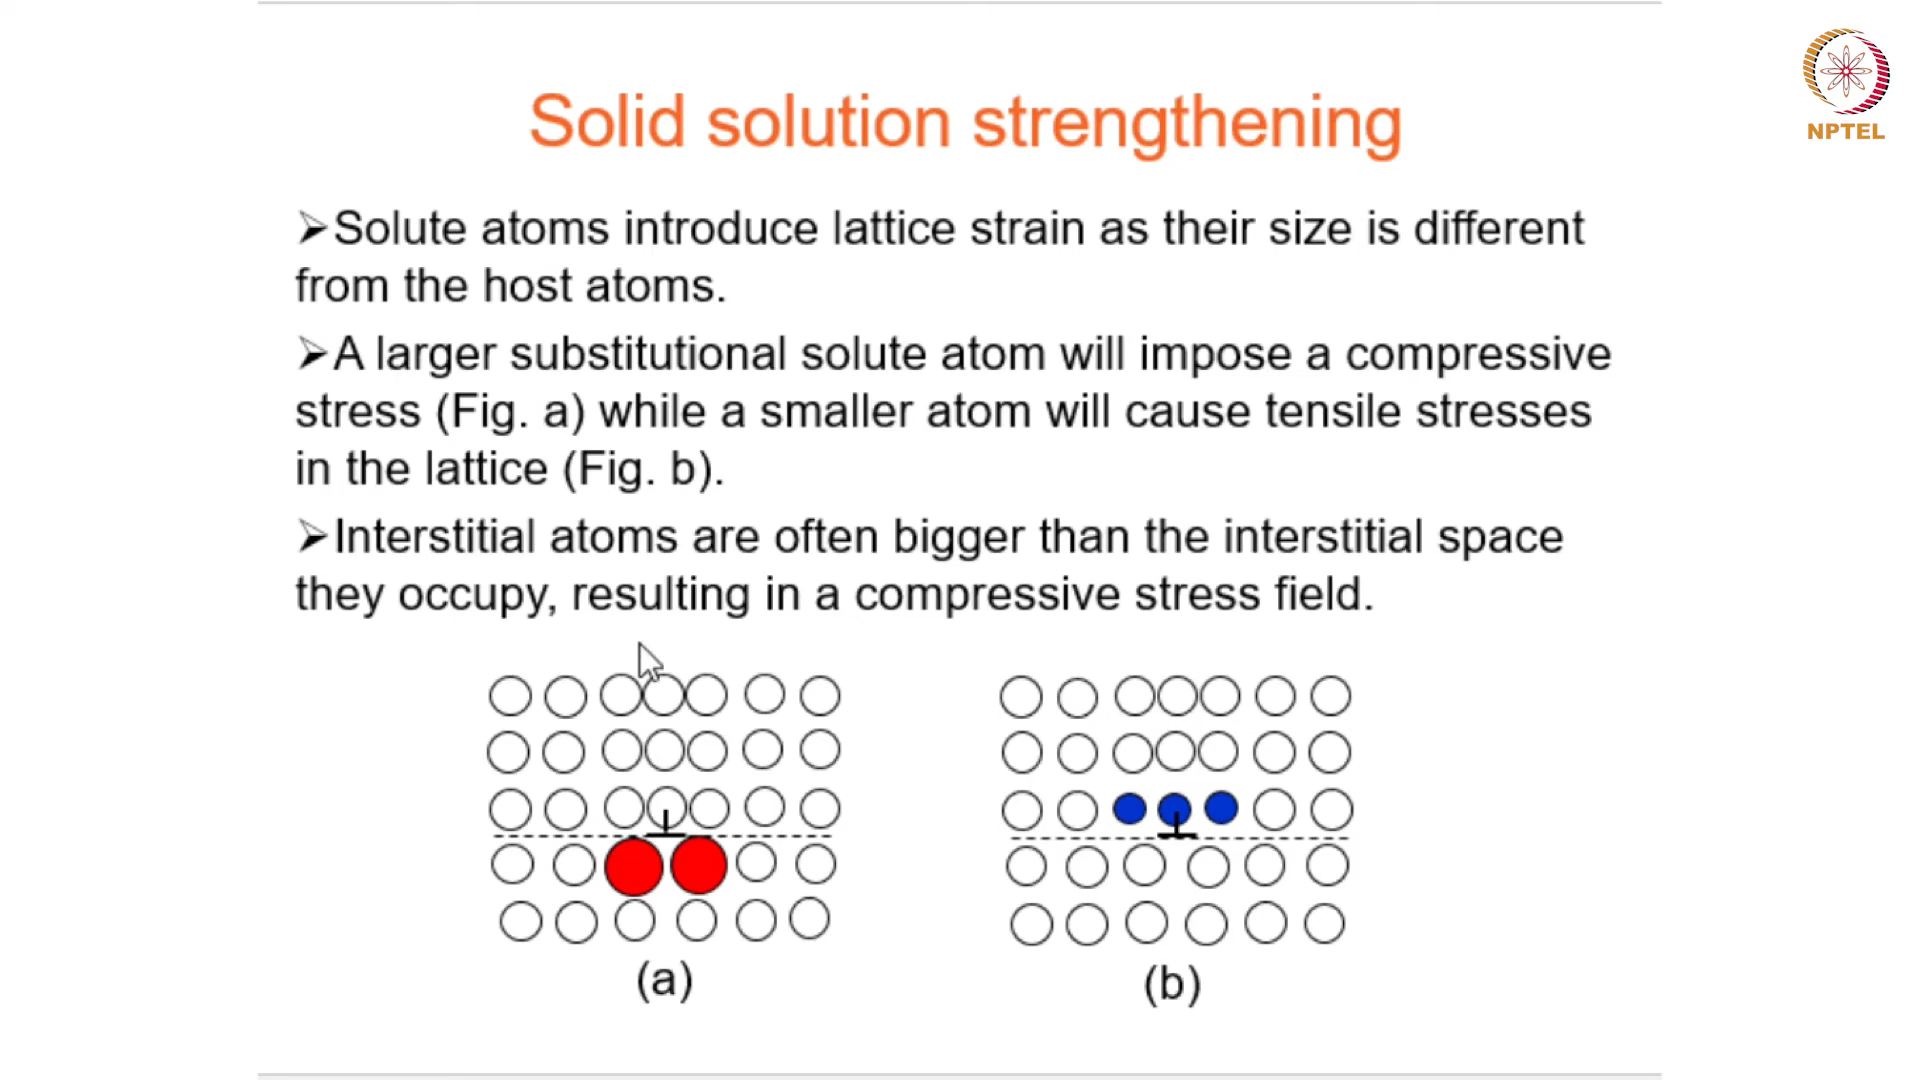 Solid solution strengthening
NPTEL
➢Solute atoms introduce lattice strain as their size is different
from the host atoms.
➢A larger substitutional solute atom will impose a compressive
stress (Fig. a) while a smaller atom will cause tensile stresses
in the lattice (Fig. b).
➢Interstitial atoms are often bigger than the interstitial space
they occupy, resulting in a compressive stress field.
(a)
(b)